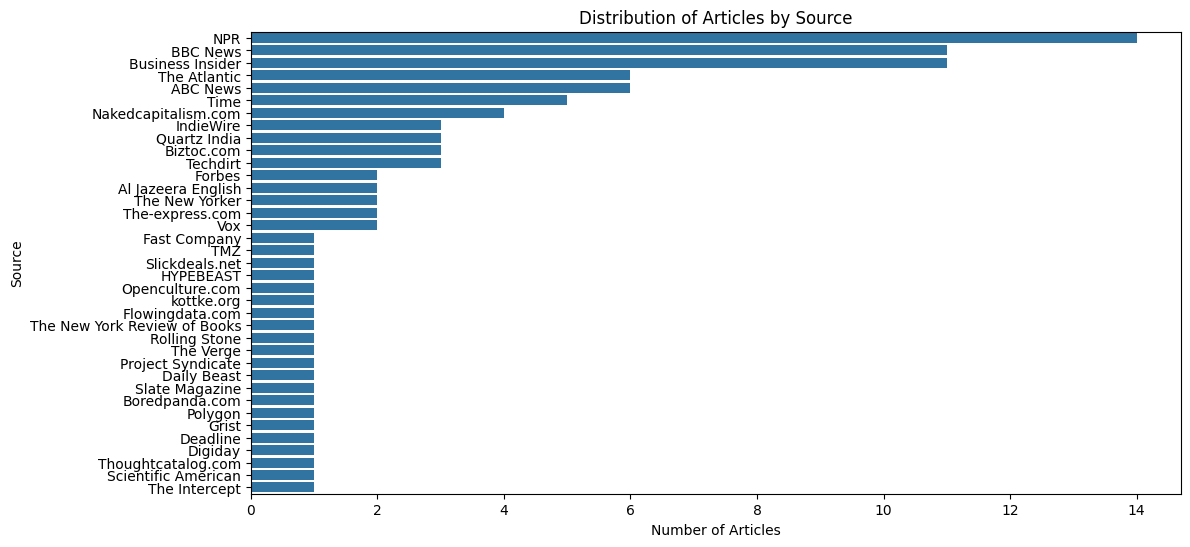 Distribution of Articles by Source
Source
NPR
BBC News
Business Insider
The Atlantic
ABC News
Time
Nakedcapitalism.com
IndieWire
Quartz India
Biztoc.com
Techdirt
Forbes
Al Jazeera English
The New Yorker
The-express.com
Vox
Fast Company
TMZ
Slickdeals.net
HYPEBEAST
Openculture.com
kottke.org
Flowingdata.com
The New York Review of Books
Rolling Stone
The Verge
Project Syndicate
Daily Beast
Slate Magazine
Boredpanda.com
Polygon
Grist
Deadline
Digiday
Thoughtcatalog.com
Scientific American
The Intercept
0 2 4 6 8 10 12 14
Number of Articles